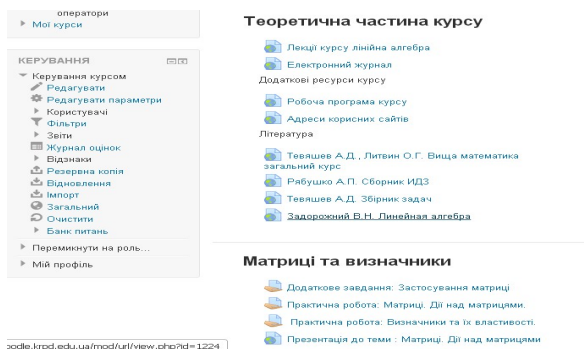 оператори
Мої курси
КЕРУВАННЯ
Керування курсом
Редагувати
Редагувати параметри
Користувачі
Фільтри
Звіти
Журнал оцінок
Відзнаки
Резервна копія
Відновлення
Імпорт
Загальний
Очистити
Банк питань
Перемикнути на роль...
Мій профіль
oodle.krpd.edu.ua/mod/url/view.php?id=1224
Теоретична частина курсу
Лекції курсу лінійна алгебра
Електронний журнал
Додаткові ресурси курсу
Робоча програма курсу
Адреси корисних сайтів
Література
Тевяшев А.Д., Литвин О.Г. Вища математика
загальний курс
Рябушко А.П. Сборник ИДЗ
Тевяшев А.Д. Збірник задач
Задорожний В.Н. Линейная алгебра
Матриці та визначники
Додаткове завдання: Застосування матриці
Практична робота: Матриці. Дії над матрицями.
Практична робота: Визначники та їх властивості.
Презентація до теми : Матриці. Дії над матрицями